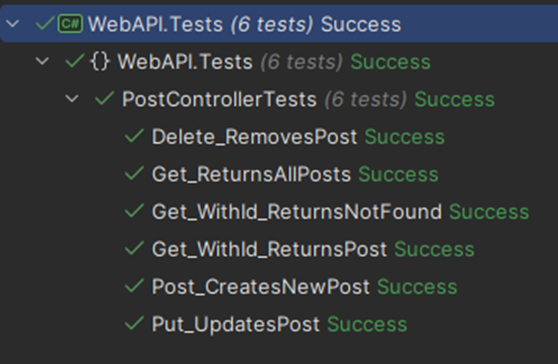 C# WebAPI.Tests (6 tests) Success
{} WebAPI.Tests (6 tests) Success
PostControllerTests (6 tests) Success
Delete_RemovesPost Success
Get_ReturnsAllPosts Success
Get_WithId_ReturnsNotFound Success
Get_WithId_ReturnsPost Success
Post_CreatesNewPost Success
Put_UpdatesPost Success